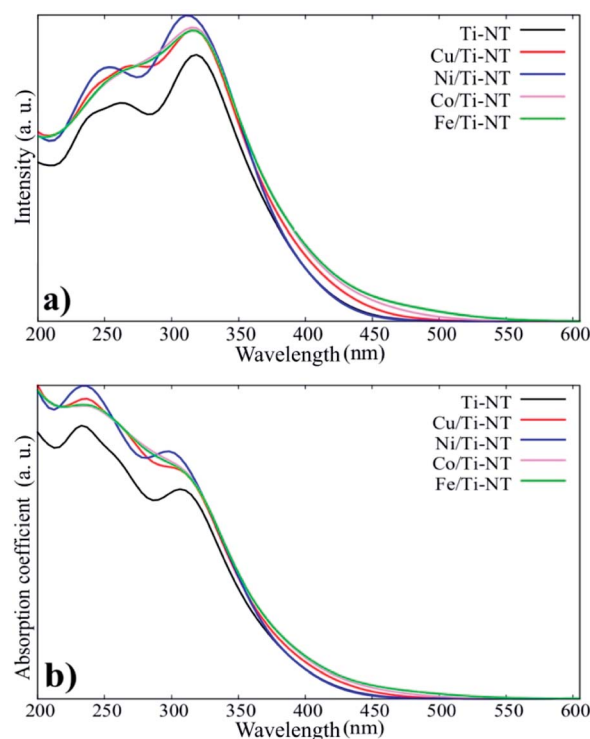 Ti-NT
Cu/Ti-NT
Ni/Ti-NT
Co/Ti-NT
Fe/Ti-NT
Intensity (a. u.)
a)
200 250 300 350 400 450 500 550 600
Wavelength (nm)
Ti-NT
Cu/Ti-NT
Ni/Ti-NT
Co/Ti-NT
Fe/Ti-NT
Absorption coefficient (a. u.)
b)
200 250 300 350 400 450 500 550 600
Wavelength (nm)